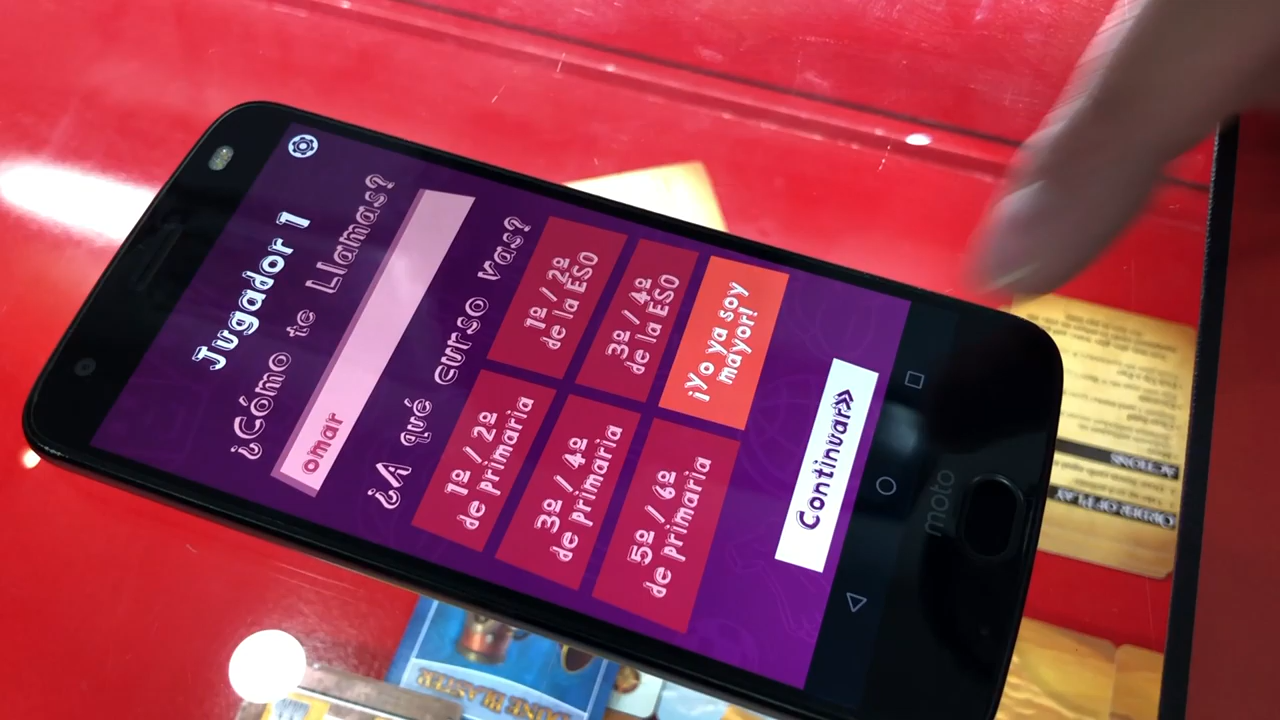 Jugador 1
¿Cómo te Llamas?
omar
¿A qué curso vas?
1º / 2º
de primaria
1º / 2º
de la ESO
3º / 4º
de primaria
3º / 4º
de la ESO
5º / 6º
de primaria
¡Yo ya soy
mayor!
Continuar»
moto
ORDER OF PLAY
ACTIONS